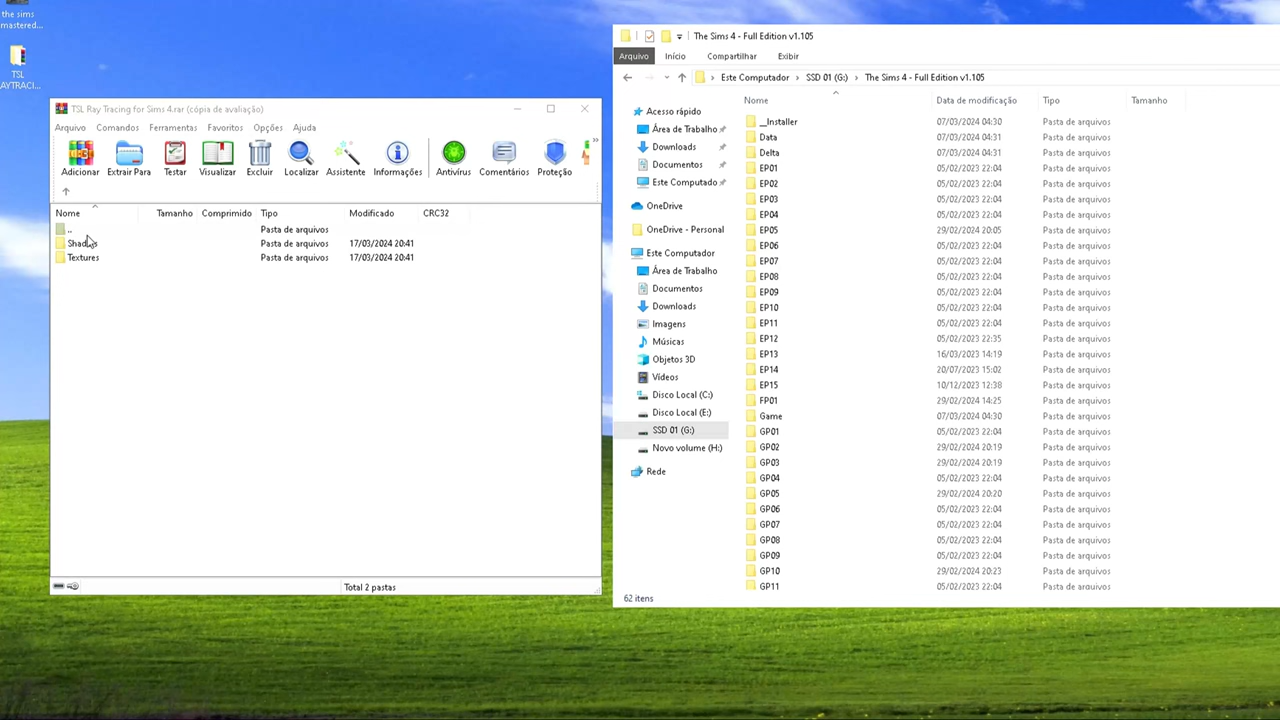 the sims
mastered...
TSL
RAYTRACI...
TSL Ray Tracing for Sims 4.rar (cópia de avaliação)
Arquivo Comandos Ferramentas Favoritos Opções Ajuda
Adicionar Extrair Para Testar Visualizar Excluir Localizar Assistente Informações Antivírus Comentários Proteção
Nome Tamanho Comprimido Tipo Modificado CRC32
.. Pasta de arquivos
Shaders Pasta de arquivos 17/03/2024 20:41
Textures Pasta de arquivos 17/03/2024 20:41
Total 2 pastas
The Sims 4 - Full Edition v1.105
Arquivo Início Compartilhar Exibir
Este Computador SSD 01 (G:) The Sims 4 - Full Edition v1.105
Acesso rápido
Área de Trabalho
Downloads
Documentos
Este Computado
OneDrive
OneDrive - Personal
Este Computador
Área de Trabalho
Documentos
Downloads
Imagens
Músicas
Objetos 3D
Vídeos
Disco Local (C:)
Disco Local (E:)
SSD 01 (G:)
Novo volume (H:)
Rede
Nome Data de modificação Tipo Tamanho
__Installer 07/03/2024 04:30 Pasta de arquivos
Data 07/03/2024 04:31 Pasta de arquivos
Delta 07/03/2024 04:31 Pasta de arquivos
EP01 05/02/2023 22:04 Pasta de arquivos
EP02 05/02/2023 22:04 Pasta de arquivos
EP03 05/02/2023 22:04 Pasta de arquivos
EP04 05/02/2023 22:04 Pasta de arquivos
EP05 29/02/2024 20:05 Pasta de arquivos
EP06 05/02/2023 22:04 Pasta de arquivos
EP07 05/02/2023 22:04 Pasta de arquivos
EP08 05/02/2023 22:04 Pasta de arquivos
EP09 05/02/2023 22:04 Pasta de arquivos
EP10 05/02/2023 22:04 Pasta de arquivos
EP11 05/02/2023 22:04 Pasta de arquivos
EP12 05/02/2023 22:35 Pasta de arquivos
EP13 16/03/2023 14:19 Pasta de arquivos
EP14 20/07/2023 15:02 Pasta de arquivos
EP15 10/12/2023 12:38 Pasta de arquivos
FP01 29/02/2024 14:25 Pasta de arquivos
Game 07/03/2024 04:30 Pasta de arquivos
GP01 05/02/2023 22:04 Pasta de arquivos
GP02 29/02/2024 20:19 Pasta de arquivos
GP03 29/02/2024 20:19 Pasta de arquivos
GP04 05/02/2023 22:04 Pasta de arquivos
GP05 29/02/2024 20:20 Pasta de arquivos
GP06 05/02/2023 22:04 Pasta de arquivos
GP07 05/02/2023 22:04 Pasta de arquivos
GP08 05/02/2023 22:04 Pasta de arquivos
GP09 05/02/2023 22:04 Pasta de arquivos
GP10 29/02/2024 20:23 Pasta de arquivos
GP11 05/02/2023 22:04 Pasta de arquivos
62 itens